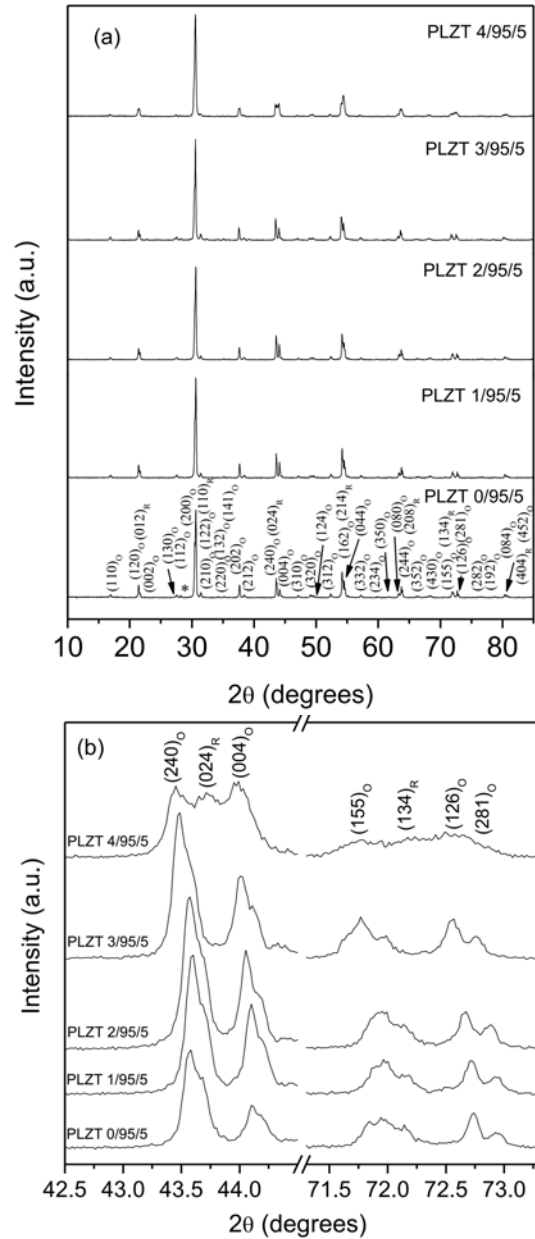 (a)
PLZT 4/95/5
PLZT 3/95/5
PLZT 2/95/5
PLZT 1/95/5
PLZT 0/95/5
Intensity (a.u.)
(110)O
(120)O (012)R
(002)O
(130)O
(112)O (200)O
*
(210)O (122)O (110)R
(220)O (132)O (141)O
(202)O
(212)O
(240)O (024)R
(004)O
(310)O
(320)O
(124)O
(312)O
(162)O (214)R
(044)O
(332)O
(234)O
(350)O
(080)O
(244)O (208)R
(352)O
(430)O
(155)O (134)R
(126)O (281)O
(282)O
(192)O
(084)O
(404)R (452)O
10 20 30 40 50 60 70 80
2θ (degrees)
(b)
(240)O
(024)R
(004)O
(155)O
(134)R
(126)O
(281)O
PLZT 4/95/5
PLZT 3/95/5
PLZT 2/95/5
PLZT 1/95/5
PLZT 0/95/5
Intensity (a.u.)
42.5 43.0 43.5 44.0 71.5 72.0 72.5 73.0
2θ (degrees)